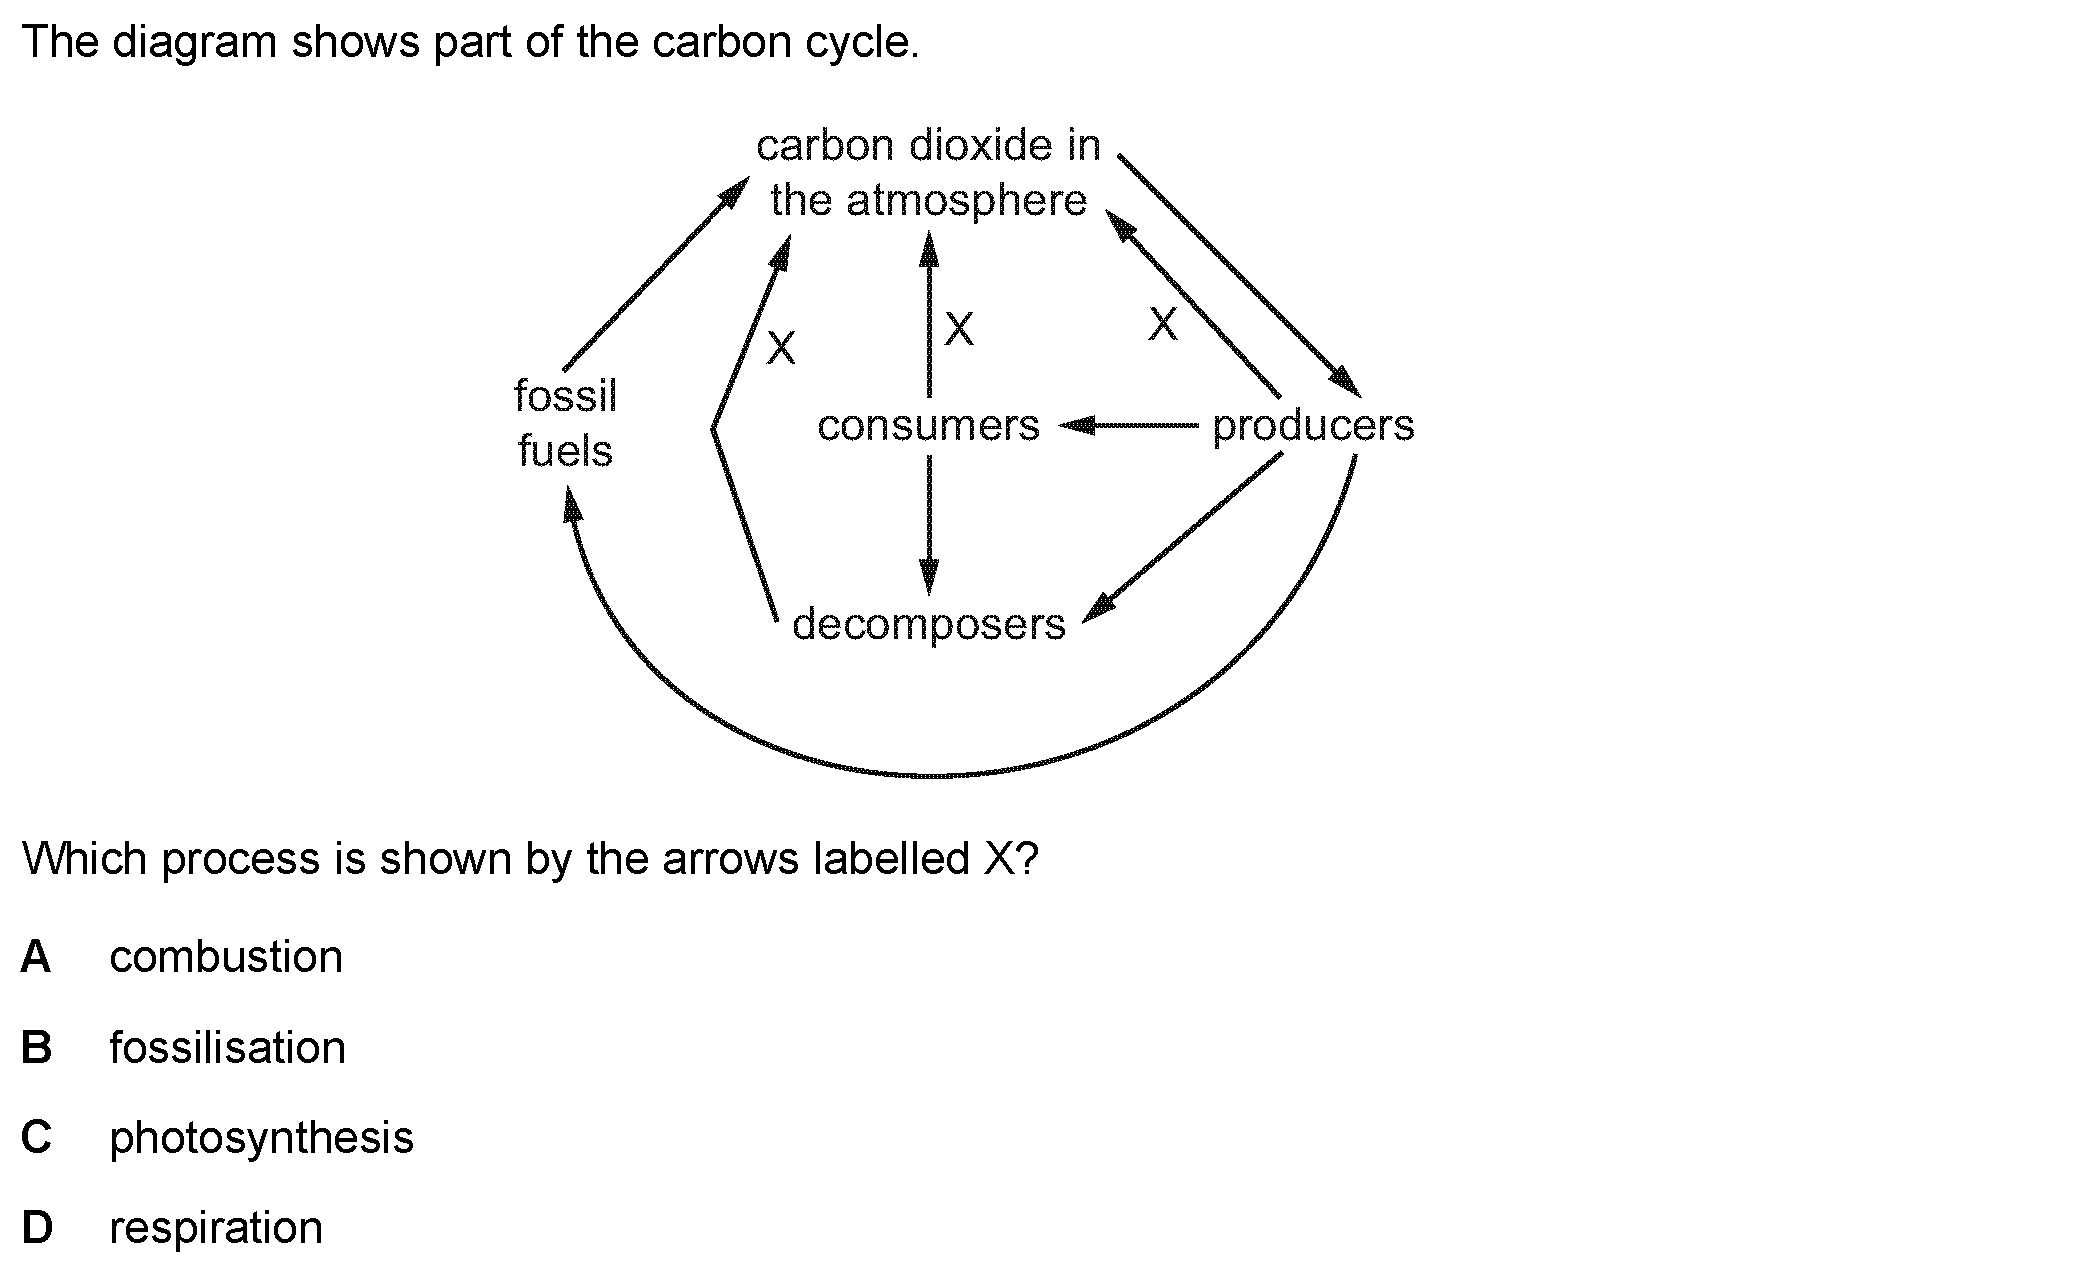 The diagram shows part of the carbon cycle.
carbon dioxide in
the atmosphere
X
X
X
fossil
fuels
consumers
producers
decomposers
Which process is shown by the arrows labelled X?
A combustion
B fossilisation
C photosynthesis
D respiration